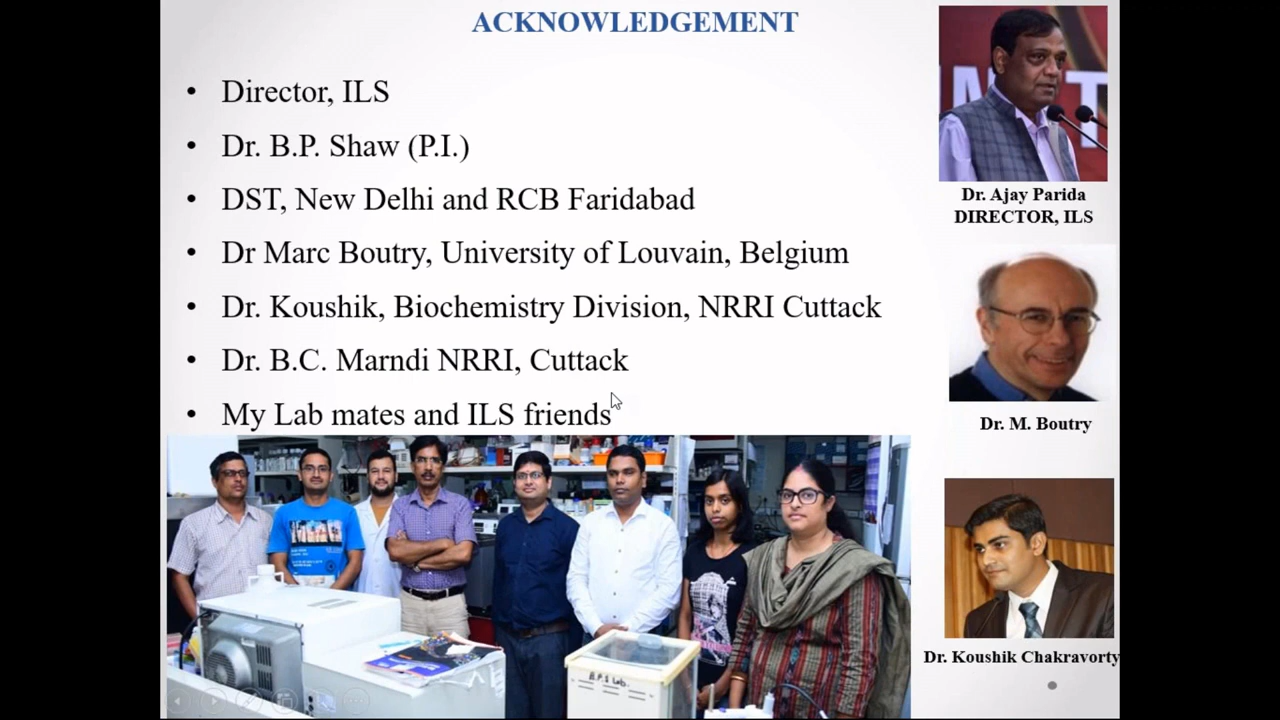 ACKNOWLEDGEMENT
• Director, ILS
• Dr. B.P. Shaw (P.I.)
• DST, New Delhi and RCB Faridabad
• Dr Marc Boutry, University of Louvain, Belgium
• Dr. Koushik, Biochemistry Division, NRRI Cuttack
• Dr. B.C. Marndi NRRI, Cuttack
• My Lab mates and ILS friends
Dr. Ajay Parida
DIRECTOR, ILS
Dr. M. Boutry
Dr. Koushik Chakravorty
B.P.S Lab